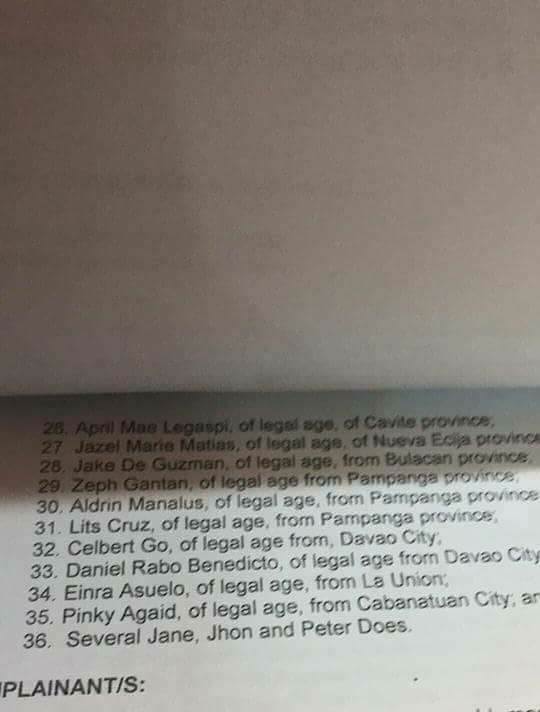 26. April Mae Legaspi, of legal age, of Cavite province;
27. Jazel Marie Matias, of legal age, of Nueva Ecija province
28. Jake De Guzman, of legal age, from Bulacan province;
29. Zeph Gantan, of legal age from Pampanga province;
30. Aldrin Manalus, of legal age, from Pampanga province
31. Lits Cruz, of legal age, from Pampanga province;
32. Celbert Go, of legal age from, Davao City;
33. Daniel Rabo Benedicto, of legal age from Davao City
34. Einra Asuelo, of legal age, from La Union;
35. Pinky Agaid, of legal age, from Cabanatuan City; an
36. Several Jane, Jhon and Peter Does.
PLAINANT/S: